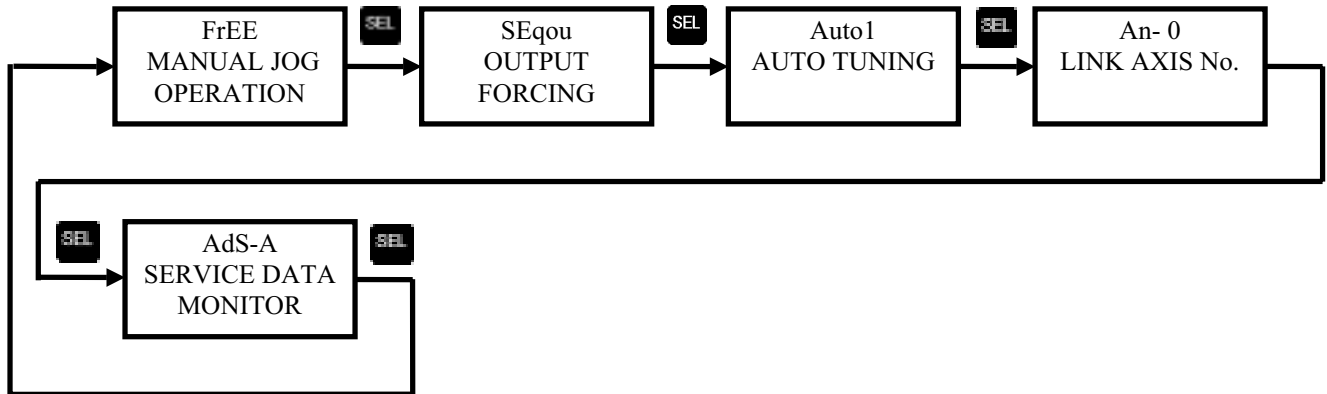 FrEE
MANUAL JOG
OPERATION
SEL
SEqou
OUTPUT
FORCING
SEL
Auto1
AUTO TUNING
SEL
An- 0
LINK AXIS No.
SEL
AdS-A
SERVICE DATA
MONITOR
SEL